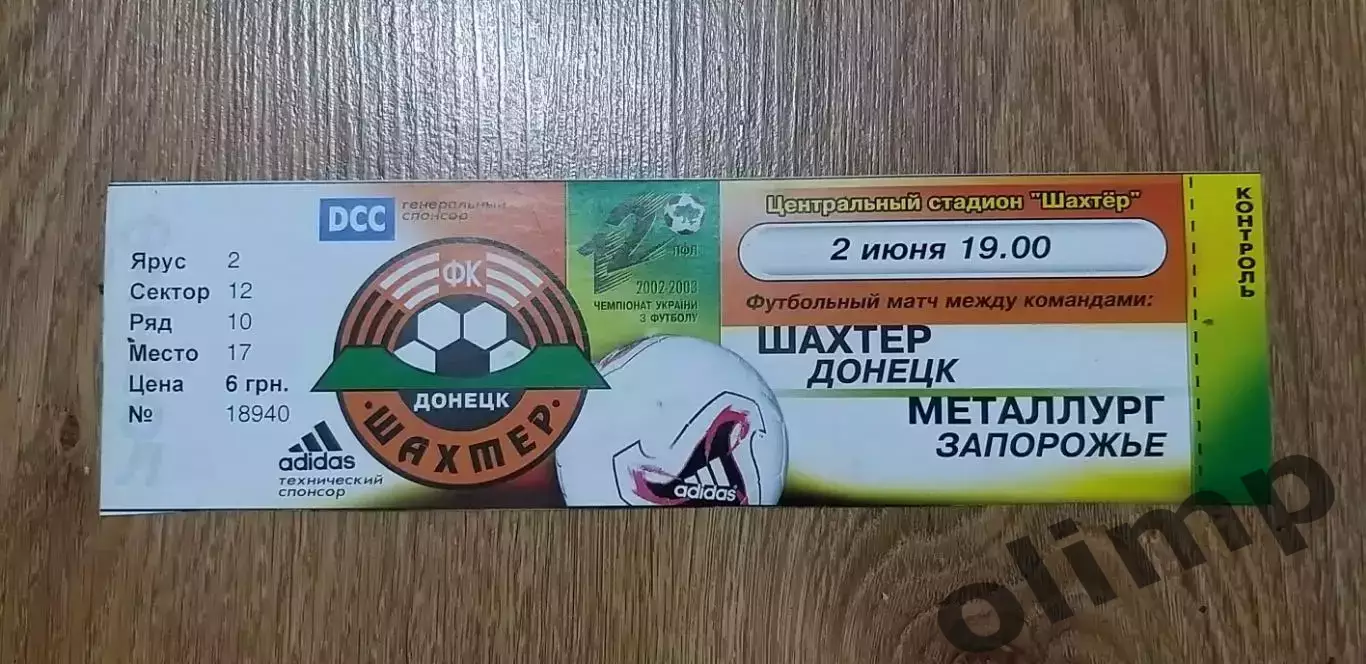 Ярус 2
Сектор 12
Ряд 10
Место 17
Цена 6 грн.
№ 18940
adidas
технический
спонсор
DCC
генеральный
спонсор
ФК
ДОНЕЦК
ШАХТЕР
12
ПФЛ
2002-2003
ЧЕМПІОНАТ УКРАЇНИ
З ФУТБОЛУ
adidas
Центральный стадион "Шахтёр"
2 июня 19.00
Футбольный матч между командами:
ШАХТЕР
ДОНЕЦК
МЕТАЛЛУРГ
ЗАПОРОЖЬЕ
КОНТРОЛЬ
olimp